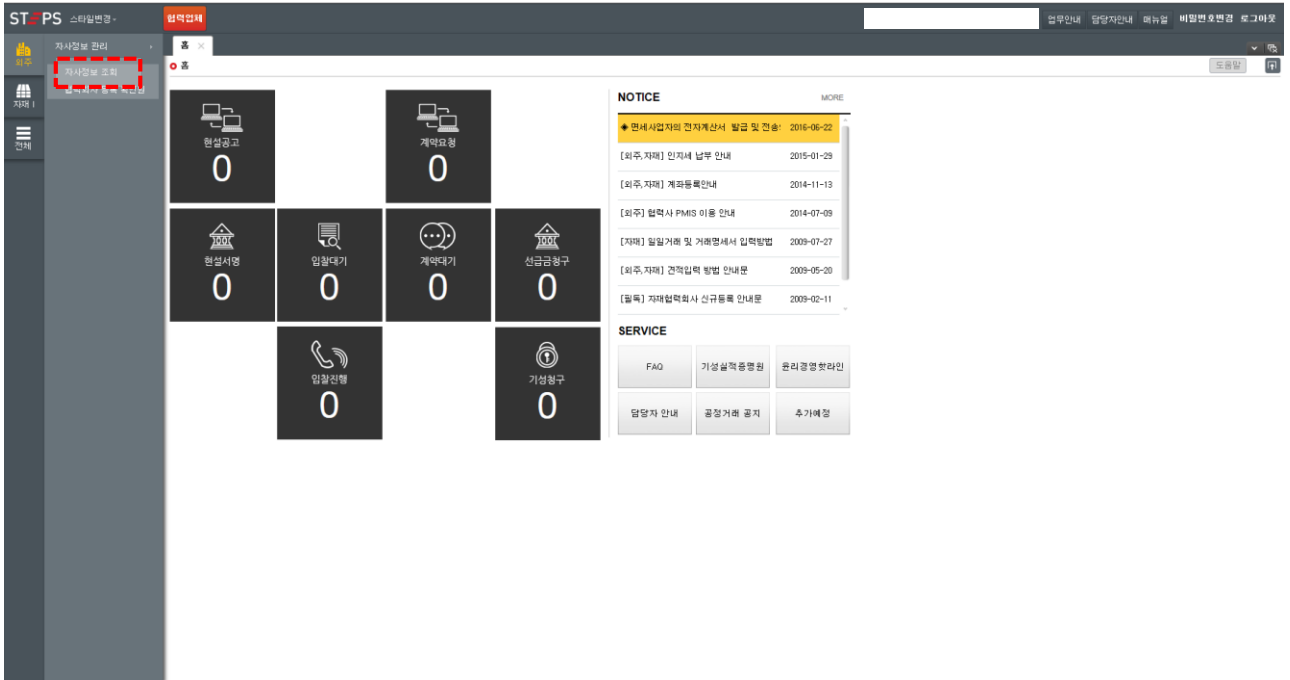 STEPS 스타일변경
협력업체
업무안내 담당자안내 매뉴얼 비밀번호변경 로그아웃
외주
자재 I
전체
자사정보 관리
자사정보 조회
홈
홈
도움말
현설공고
0
계약요청
0
현설서명
0
입찰대기
0
계약대기
0
선급금청구
0
입찰진행
0
기성청구
0
NOTICE MORE
◈ 면세사업자의 전자계산서 발급 및 전송 2016-06-22
[외주,자재] 인지세 납부 안내 2015-01-29
[외주,자재] 계좌등록안내 2014-11-13
[외주] 협력사 PMIS 이용 안내 2014-07-09
[자재] 일일거래 및 거래명세서 입력방법 2009-07-27
[외주,자재] 견적입력 방법 안내문 2009-05-20
[필독] 자재협력회사 신규등록 안내문 2009-02-11
SERVICE
FAQ 기성실적증명원 윤리경영핫라인
담당자 안내 공정거래 공지 추가예정